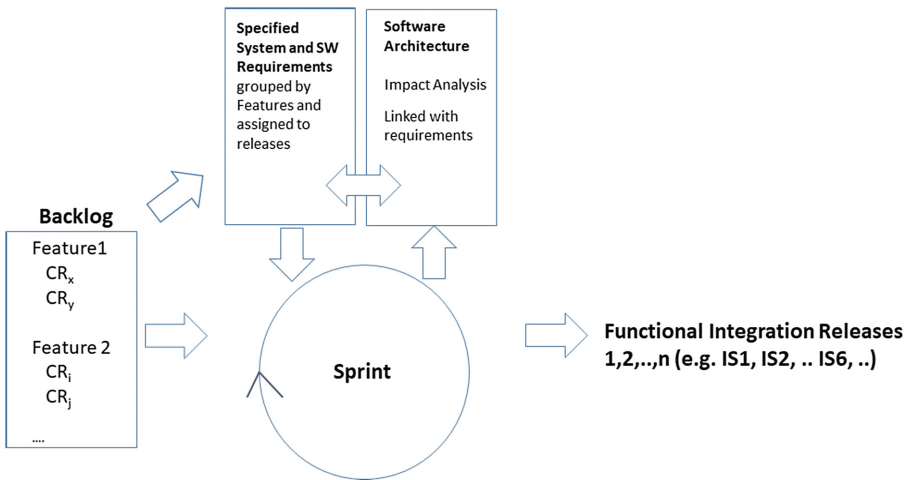 Specified
System and SW
Requirements
grouped by
Features and
assigned to
releases
Software
Architecture
Impact Analysis
Linked with
requirements
Backlog
Feature1
CRx
CRy
Feature 2
CRi
CRj
....
Sprint
Functional Integration Releases
1,2,..,n (e.g. IS1, IS2, .. IS6, ..)